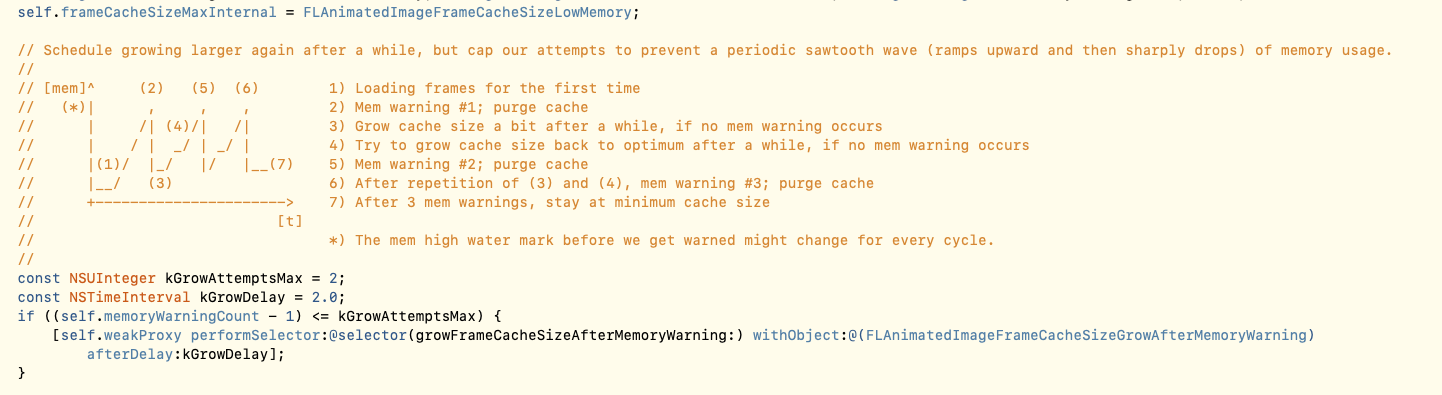 self.frameCacheSizeMaxInternal = FLAnimatedImageFrameCacheSizeLowMemory;

// Schedule growing larger again after a while, but cap our attempts to prevent a periodic sawtooth wave (ramps upward and then sharply drops) of memory usage.
//
// [mem]^     (2)   (5)  (6)        1) Loading frames for the first time
//   (*)|      ,     ,    ,         2) Mem warning #1; purge cache
//      |     /| (4)/|   /|         3) Grow cache size a bit after a while, if no mem warning occurs
//      |    / |  _/ | _/ |         4) Try to grow cache size back to optimum after a while, if no mem warning occurs
//      |(1)/  |_/   |/   |__(7)    5) Mem warning #2; purge cache
//      |__/   (3)                  6) After repetition of (3) and (4), mem warning #3; purge cache
//      +---------------------->    7) After 3 mem warnings, stay at minimum cache size
//                            [t]
//                                  *) The mem high water mark before we get warned might change for every cycle.
//
const NSUInteger kGrowAttemptsMax = 2;
const NSTimeInterval kGrowDelay = 2.0;
if ((self.memoryWarningCount - 1) <= kGrowAttemptsMax) {
    [self.weakProxy performSelector:@selector(growFrameCacheSizeAfterMemoryWarning:) withObject:@(FLAnimatedImageFrameCacheSizeGrowAfterMemoryWarning)
        afterDelay:kGrowDelay];
}